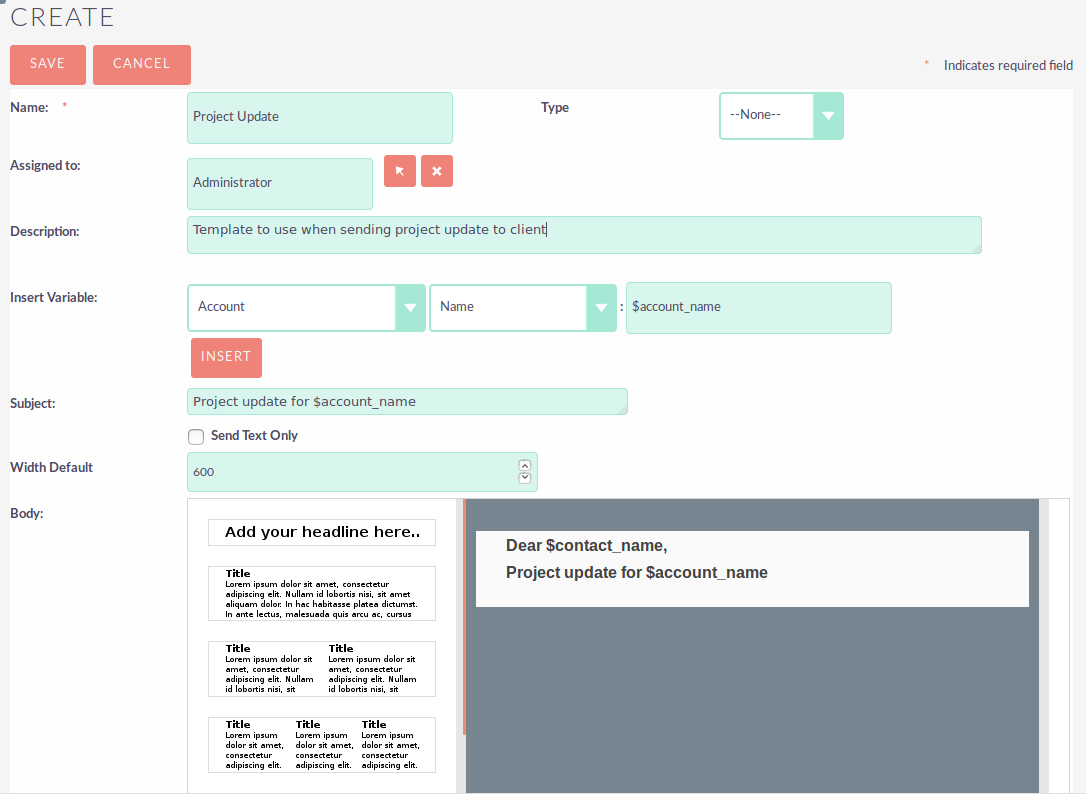 CREATE
SAVE CANCEL * Indicates required field
Name: * Project Update Type --None--
Assigned to: Administrator
Description: Template to use when sending project update to client
Insert Variable: Account Name : $account_name
INSERT
Subject: Project update for $account_name
Send Text Only
Width Default 600
Body:
Add your headline here..
Title
Lorem ipsum dolor sit amet, consectetur
adipiscing elit. Nullam id lobortis nisi, sit amet
aliquam dolor. In hac habitasse platea dictumst.
In ante lectus, malesuada quis arcu ac, cursus
Title
Lorem ipsum dolor sit
amet, consectetur
adipiscing elit. Nullam
id lobortis nisi, sit
Title
Lorem ipsum dolor sit
amet, consectetur
adipiscing elit. Nullam
id lobortis nisi, sit
Title
Lorem ipsum
dolor sit amet,
consectetur
adipiscing elit.
Title
Lorem ipsum
dolor sit amet,
consectetur
adipiscing elit.
Title
Lorem ipsum
dolor sit amet,
consectetur
adipiscing elit.
Dear $contact_name,
Project update for $account_name